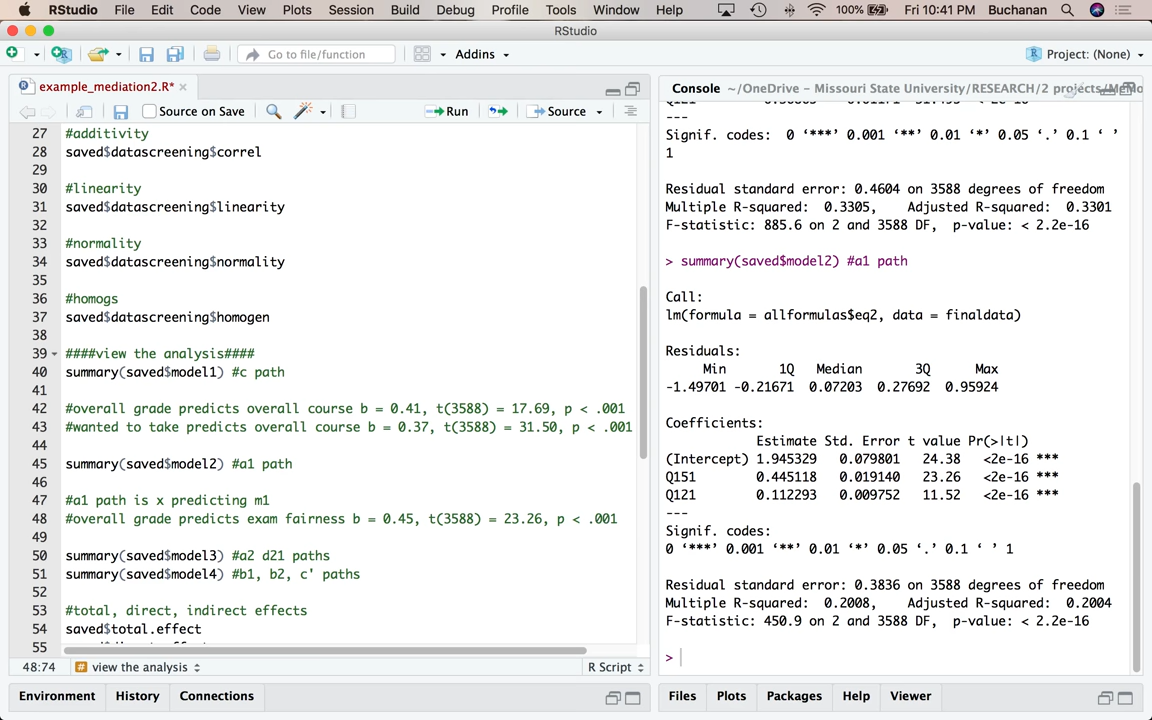 RStudio File Edit Code View Plots Session Build Debug Profile Tools Window Help 100% Fri 10:41 PM Buchanan
RStudio
Go to file/function Addins Project: (None)
example_mediation2.R*
Source on Save Run Source
27 #additivity
28 saved$datascreening$correl
29
30 #linearity
31 saved$datascreening$linearity
32
33 #normality
34 saved$datascreening$normality
35
36 #homogs
37 saved$datascreening$homogen
38
39 ####view the analysis####
40 summary(saved$model1) #c path
41
42 #overall grade predicts overall course b = 0.41, t(3588) = 17.69, p < .001
43 #wanted to take predicts overall course b = 0.37, t(3588) = 31.50, p < .001
44
45 summary(saved$model2) #a1 path
46
47 #a1 path is x predicting m1
48 #overall grade predicts exam fairness b = 0.45, t(3588) = 23.26, p < .001
49
50 summary(saved$model3) #a2 d21 paths
51 summary(saved$model4) #b1, b2, c' paths
52
53 #total, direct, indirect effects
54 saved$total.effect
55
48:74 view the analysis R Script
Environment History Connections
Console ~/OneDrive - Missouri State University/RESEARCH/2 projects/
---
Signif. codes: 0 ‘***’ 0.001 ‘**’ 0.01 ‘*’ 0.05 ‘.’ 0.1 ‘ ’
1
Residual standard error: 0.4604 on 3588 degrees of freedom
Multiple R-squared: 0.3305, Adjusted R-squared: 0.3301
F-statistic: 885.6 on 2 and 3588 DF, p-value: < 2.2e-16
> summary(saved$model2) #a1 path
Call:
lm(formula = allformulas$eq2, data = finaldata)
Residuals:
Min 1Q Median 3Q Max
-1.49701 -0.21671 0.07203 0.27692 0.95924
Coefficients:
Estimate Std. Error t value Pr(>|t|)
(Intercept) 1.945329 0.079801 24.38 <2e-16 ***
Q151 0.445118 0.019140 23.26 <2e-16 ***
Q121 0.112293 0.009752 11.52 <2e-16 ***
---
Signif. codes:
0 ‘***’ 0.001 ‘**’ 0.01 ‘*’ 0.05 ‘.’ 0.1 ‘ ’ 1
Residual standard error: 0.3836 on 3588 degrees of freedom
Multiple R-squared: 0.2008, Adjusted R-squared: 0.2004
F-statistic: 450.9 on 2 and 3588 DF, p-value: < 2.2e-16
>
Files Plots Packages Help Viewer